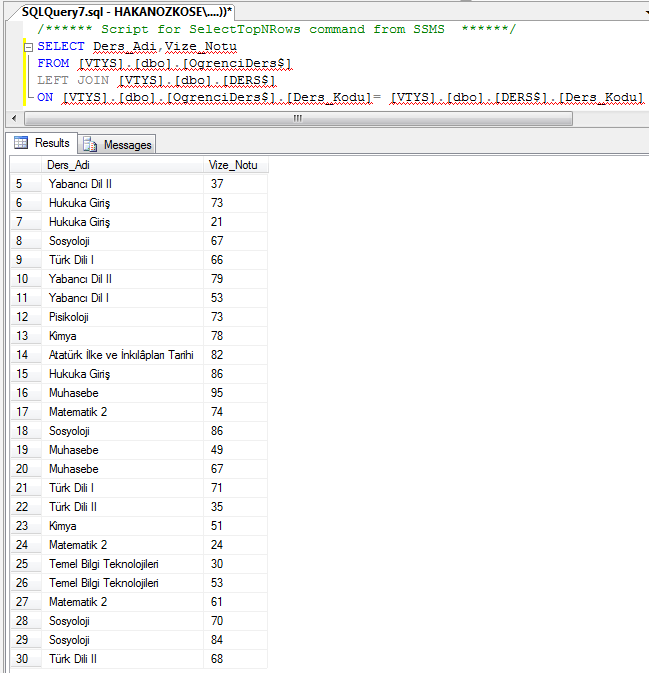 SQLQuery7.sql - HAKANOZKOSE\....))*
/****** Script for SelectTopNRows command from SSMS ******/
SELECT Ders_Adi,Vize_Notu
FROM [VTYS].[dbo].[OgrenciDers$]
LEFT JOIN [VTYS].[dbo].[DERS$]
ON [VTYS].[dbo].[OgrenciDers$].[Ders_Kodu]= [VTYS].[dbo].[DERS$].[Ders_Kodu]
Results Messages
Ders_Adi Vize_Notu
5 Yabancı Dil II 37
6 Hukuka Giriş 73
7 Hukuka Giriş 21
8 Sosyoloji 67
9 Türk Dili I 66
10 Yabancı Dil II 79
11 Yabancı Dil I 53
12 Pisikoloji 73
13 Kimya 78
14 Atatürk İlke ve İnkılâpları Tarihi 82
15 Hukuka Giriş 86
16 Muhasebe 95
17 Matematik 2 74
18 Sosyoloji 86
19 Muhasebe 49
20 Muhasebe 67
21 Türk Dili I 71
22 Türk Dili II 35
23 Kimya 51
24 Matematik 2 24
25 Temel Bilgi Teknolojileri 30
26 Temel Bilgi Teknolojileri 53
27 Matematik 2 61
28 Sosyoloji 70
29 Sosyoloji 84
30 Türk Dili II 68